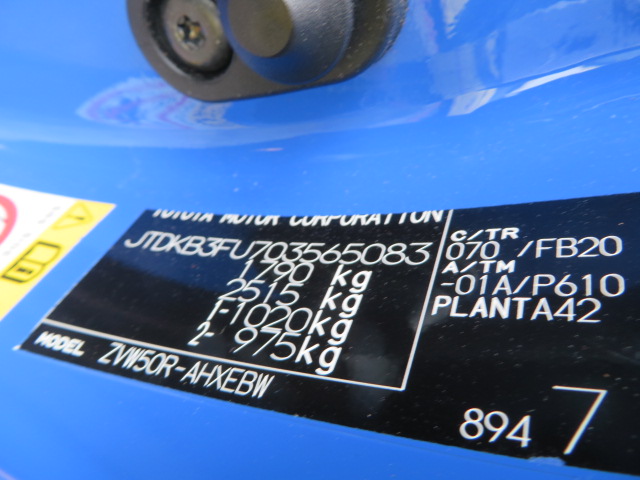 TOYOTA MOTOR CORPORATION
JTDKB3FU703565083
1790 kg
2515 kg
1-1020kg
2- 975kg
MODEL ZVW50R-AHXEBW
C/TR
070 /FB20
A/TM
-01A/P610
PLANTA42
894 7